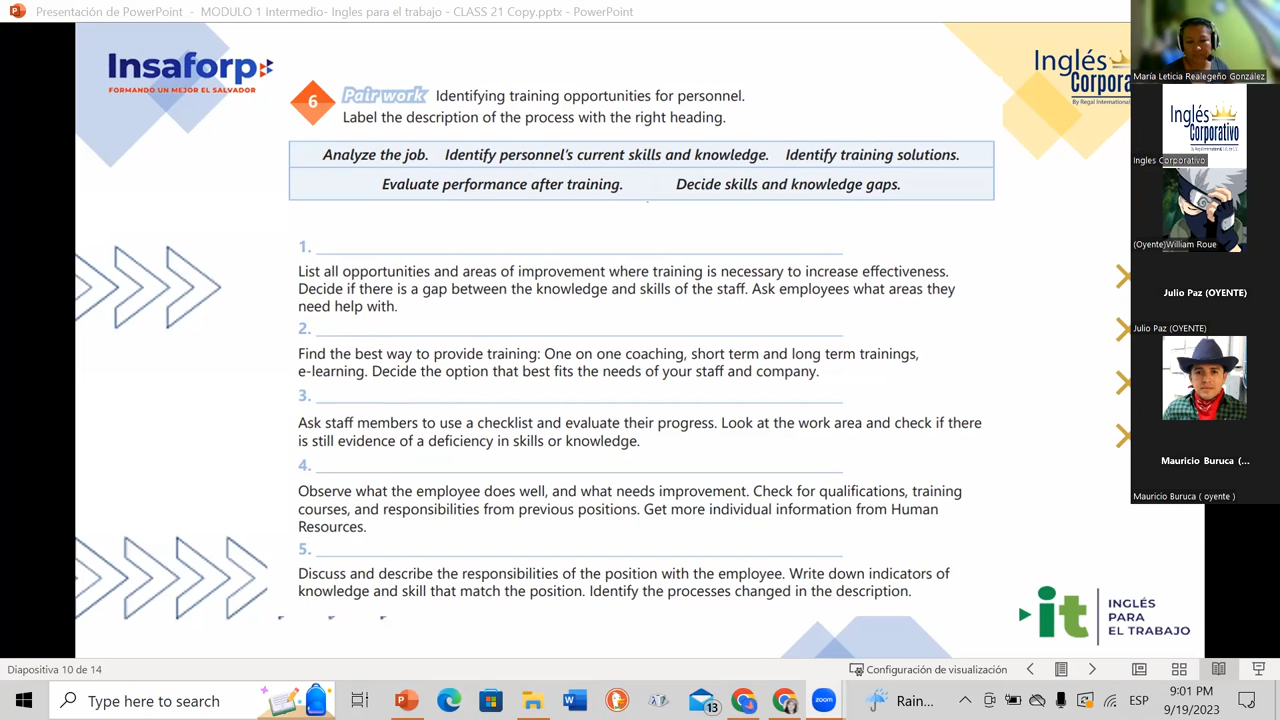 Presentación de PowerPoint - MODULO 1 Intermedio- Ingles para el trabajo - CLASS 21 Copy.pptx - PowerPoint
Insaforp
FORMANDO UN MEJOR EL SALVADOR
Inglés
Corpora
By Regal International
6 Pair work Identifying training opportunities for personnel.
Label the description of the process with the right heading.
Analyze the job. Identify personnel's current skills and knowledge. Identify training solutions.
Evaluate performance after training. Decide skills and knowledge gaps.
1.
List all opportunities and areas of improvement where training is necessary to increase effectiveness.
Decide if there is a gap between the knowledge and skills of the staff. Ask employees what areas they
need help with.
2.
Find the best way to provide training: One on one coaching, short term and long term trainings,
e-learning. Decide the option that best fits the needs of your staff and company.
3.
Ask staff members to use a checklist and evaluate their progress. Look at the work area and check if there
is still evidence of a deficiency in skills or knowledge.
4.
Observe what the employee does well, and what needs improvement. Check for qualifications, training
courses, and responsibilities from previous positions. Get more individual information from Human
Resources.
5.
Discuss and describe the responsibilities of the position with the employee. Write down indicators of
knowledge and skill that match the position. Identify the processes changed in the description.
it INGLÉS
PARA
EL TRABAJO
María Leticia Realegeño González
Inglés
Corporativo
Ingles Corporativo
(Oyente)William Roue
Julio Paz (OYENTE)
Julio Paz (OYENTE)
Mauricio Buruca (...
Mauricio Buruca ( oyente )
Diapositiva 10 de 14
Configuración de visualización
Type here to search
13
Rain...
ESP
9:01 PM
9/19/2023